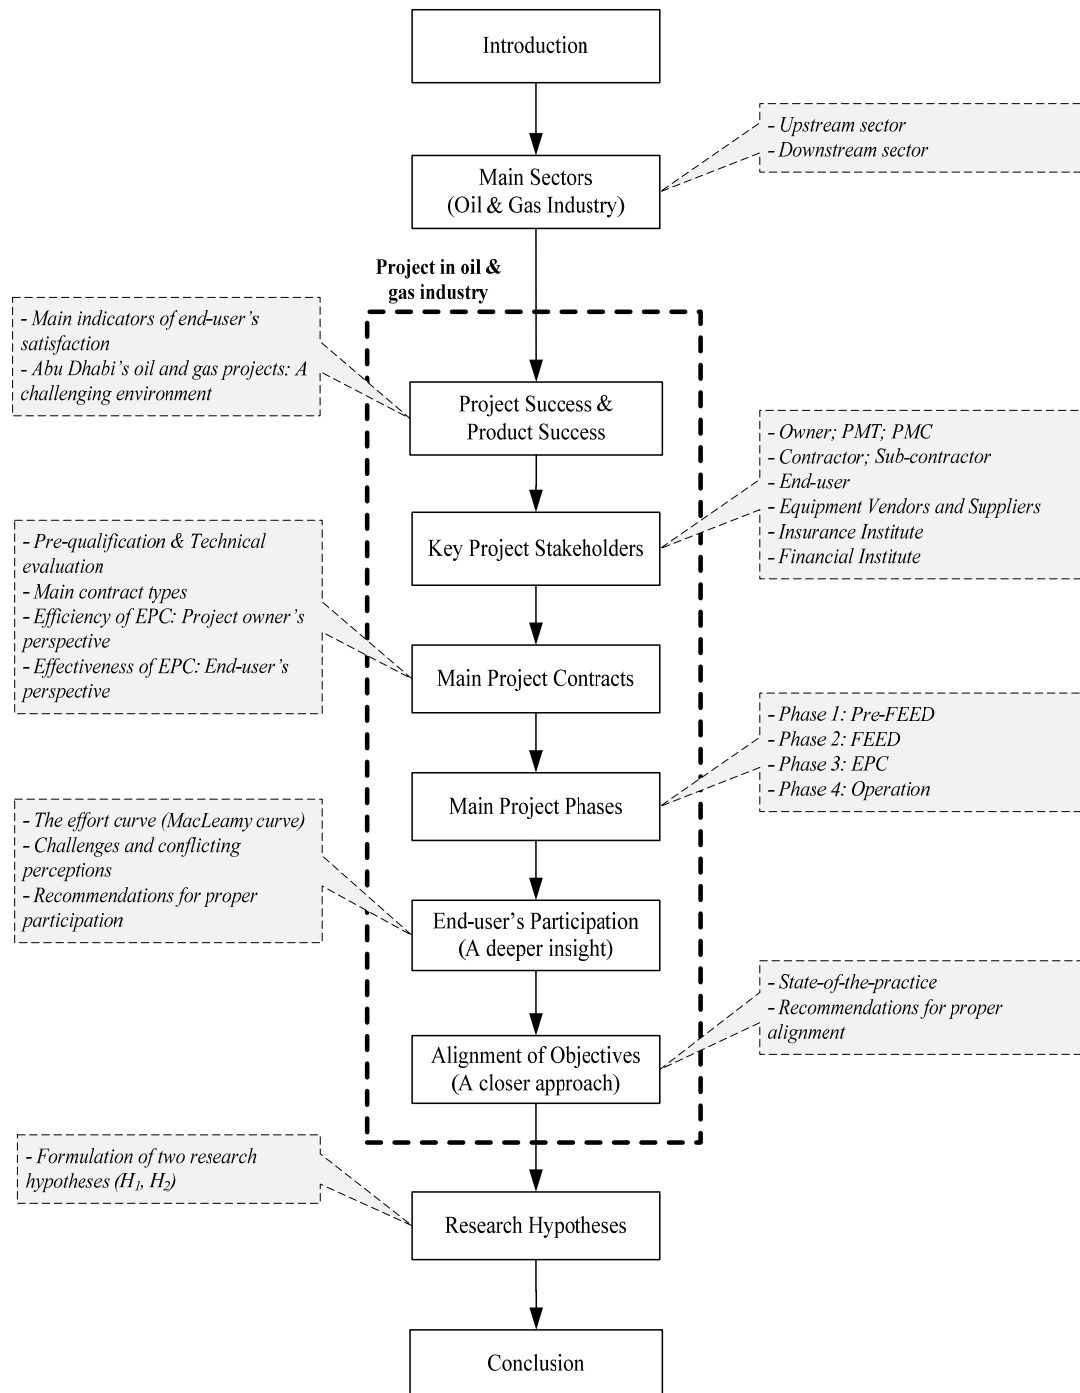 Introduction
- Upstream sector
- Downstream sector
Main Sectors
(Oil & Gas Industry)
Project in oil &
gas industry
- Main indicators of end-user’s
satisfaction
- Abu Dhabi’s oil and gas projects: A
challenging environment
Project Success &
Product Success
- Owner; PMT; PMC
- Contractor; Sub-contractor
- End-user
- Equipment Vendors and Suppliers
- Insurance Institute
- Financial Institute
Key Project Stakeholders
- Pre-qualification & Technical
evaluation
- Main contract types
- Efficiency of EPC: Project owner’s
perspective
- Effectiveness of EPC: End-user’s
perspective
Main Project Contracts
- Phase 1: Pre-FEED
- Phase 2: FEED
- Phase 3: EPC
- Phase 4: Operation
Main Project Phases
- The effort curve (MacLeamy curve)
- Challenges and conflicting
perceptions
- Recommendations for proper
participation
End-user’s Participation
(A deeper insight)
- State-of-the-practice
- Recommendations for proper
alignment
Alignment of Objectives
(A closer approach)
- Formulation of two research
hypotheses (H1, H2)
Research Hypotheses
Conclusion